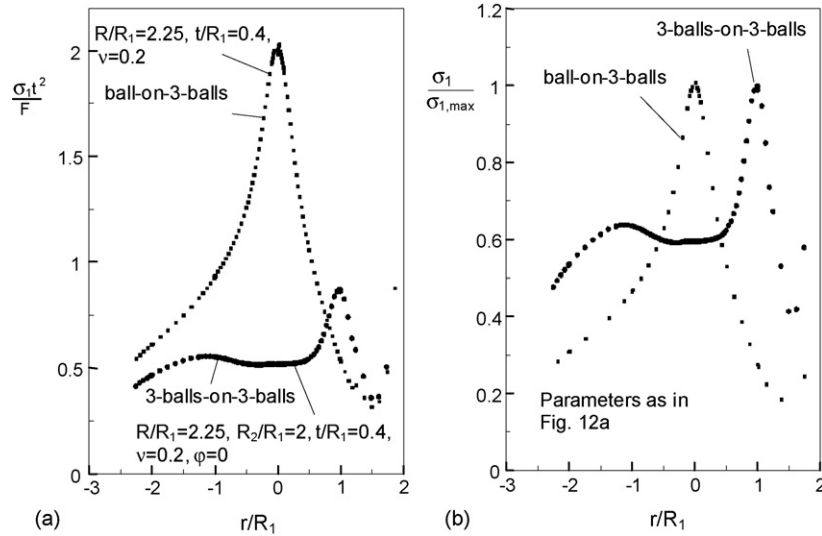 R/R₁=2.25, t/R₁=0.4,
ν=0.2
ball-on-3-balls
σ₁t²
F
2
1.5
1
0.5
0
3-balls-on-3-balls
R/R₁=2.25, R₂/R₁=2, t/R₁=0.4,
ν=0.2, φ=0
-3 -2 -1 0 1 2
(a) r/R₁
1.2
3-balls-on-3-balls
σ₁
σ₁,max
ball-on-3-balls
1
0.8
0.6
0.4
0.2
0
Parameters as in
Fig. 12a
-3 -2 -1 0 1 2
(b) r/R₁